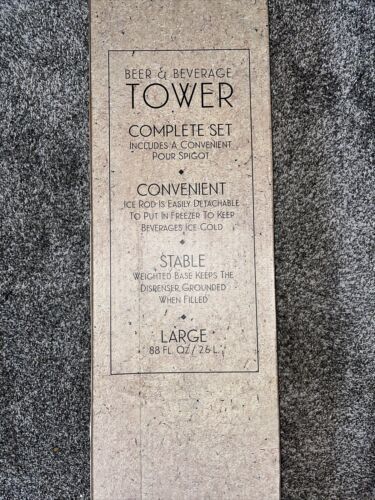 BEER & BEVERAGE
TOWER
COMPLETE SET
INCLUDES A CONVENIENT
POUR SPIGOT
CONVENIENT
ICE ROD IS EASILY DETACHABLE
TO PUT IN FREEZER TO KEEP
BEVERAGES ICE COLD
STABLE
WEIGHTED BASE KEEPS THE
DISPENSER GROUNDED
WHEN FILLED
LARGE
88 FL. OZ / 2.6 L